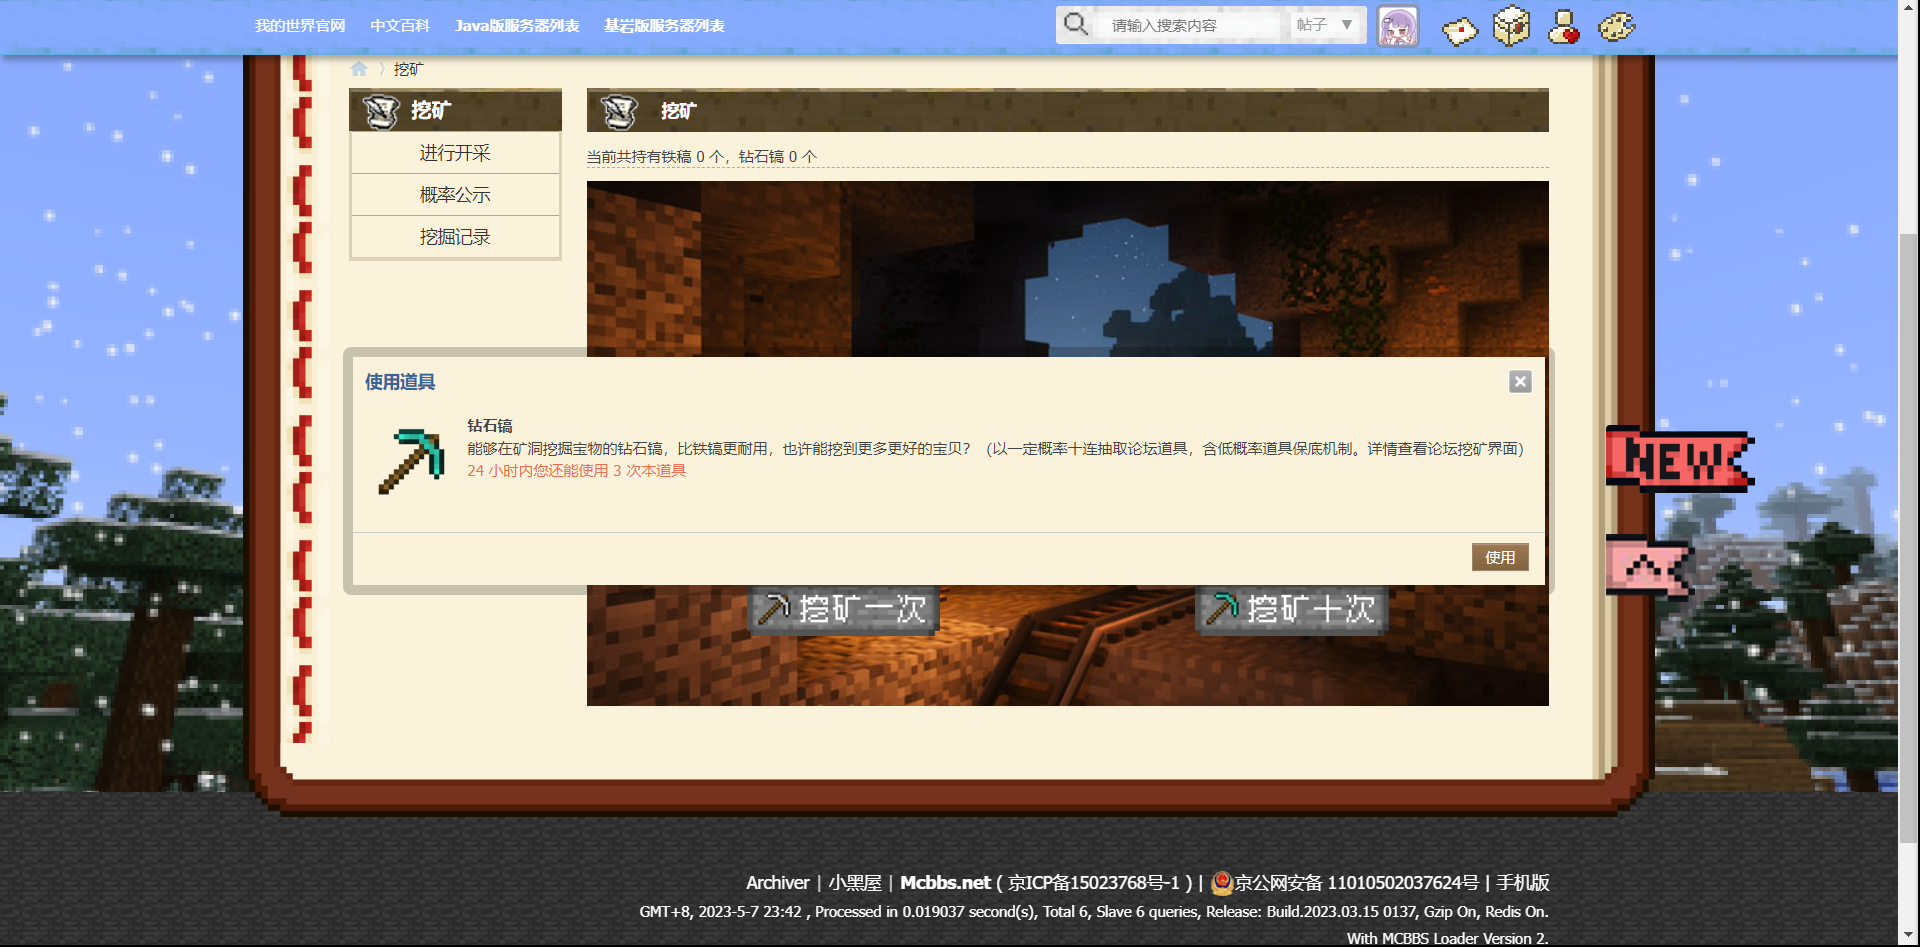 我的世界官网 中文百科 Java版服务器列表 基岩版服务器列表 请输入搜索内容 帖子 ▼
〉挖矿
挖矿
进行开采
概率公示
挖掘记录
挖矿
当前共持有铁稿 0 个，钻石镐 0 个
使用道具
钻石镐
能够在矿洞挖掘宝物的钻石镐，比铁镐更耐用，也许能挖到更多更好的宝贝？（以一定概率十连抽取论坛道具，含低概率道具保底机制。详情查看论坛挖矿界面）
24 小时内您还能使用 3 次本道具
使用
挖矿一次
挖矿十次
NEW
Archiver | 小黑屋 | Mcbbs.net ( 京ICP备15023768号-1 ) | 京公网安备 11010502037624号 | 手机版
GMT+8, 2023-5-7 23:42 , Processed in 0.019037 second(s), Total 6, Slave 6 queries, Release: Build.2023.03.15 0137, Gzip On, Redis On.
With MCBBS Loader Version 2.